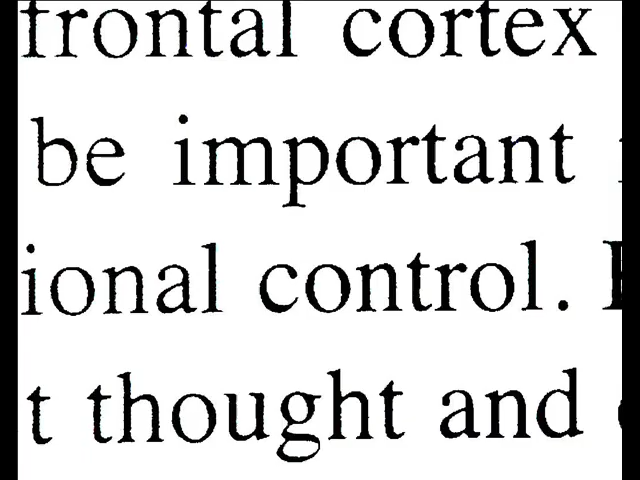 frontal cortex
be important
ional control.
t thought and